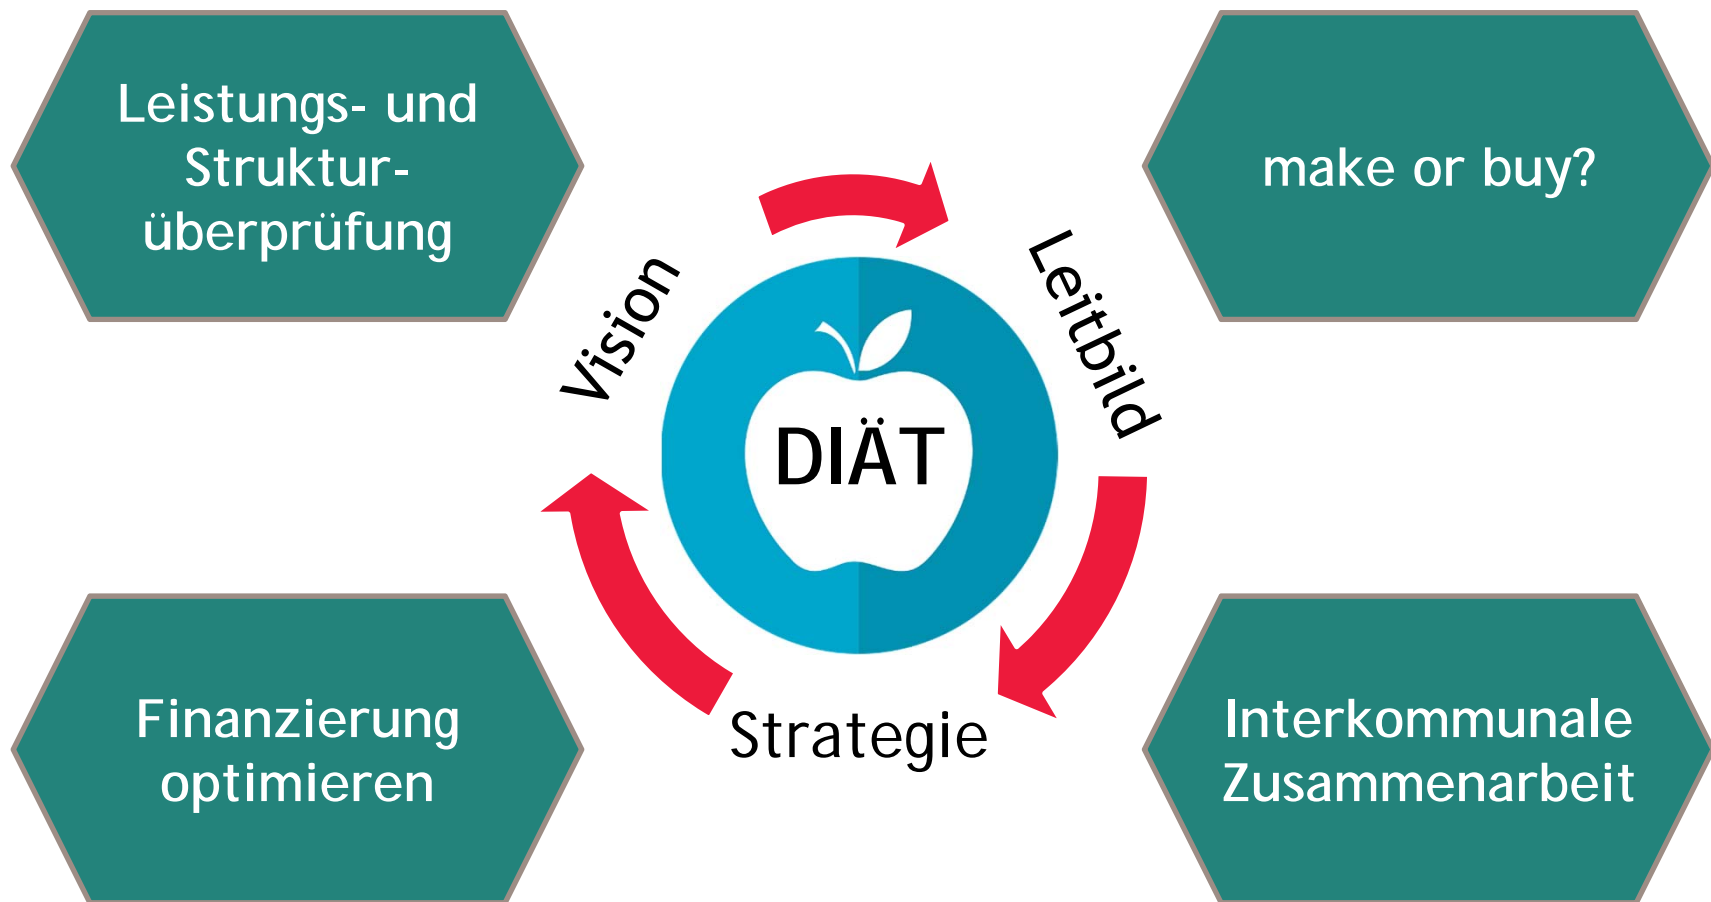 Leistungs- und
Struktur-
überprüfung
make or buy?
Vision
Leitbild
DIÄT
Strategie
Finanzierung
optimieren
Interkommunale
Zusammenarbeit